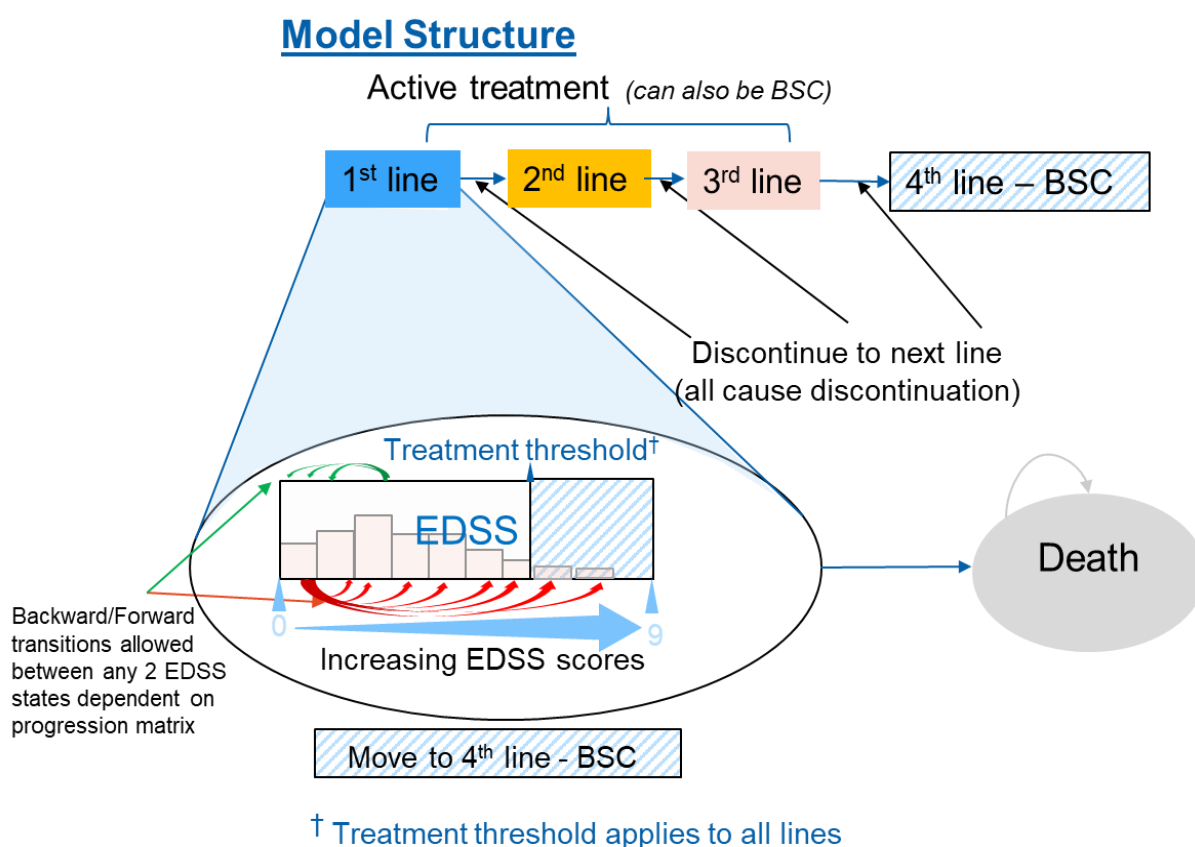 Model Structure
Active treatment (can also be BSC)
1st line
2nd line
3rd line
4th line – BSC
Discontinue to next line
(all cause discontinuation)
Treatment threshold†
EDSS
Death
0
9
Increasing EDSS scores
Backward/Forward
transitions allowed
between any 2 EDSS
states dependent on
progression matrix
Move to 4th line - BSC
† Treatment threshold applies to all lines